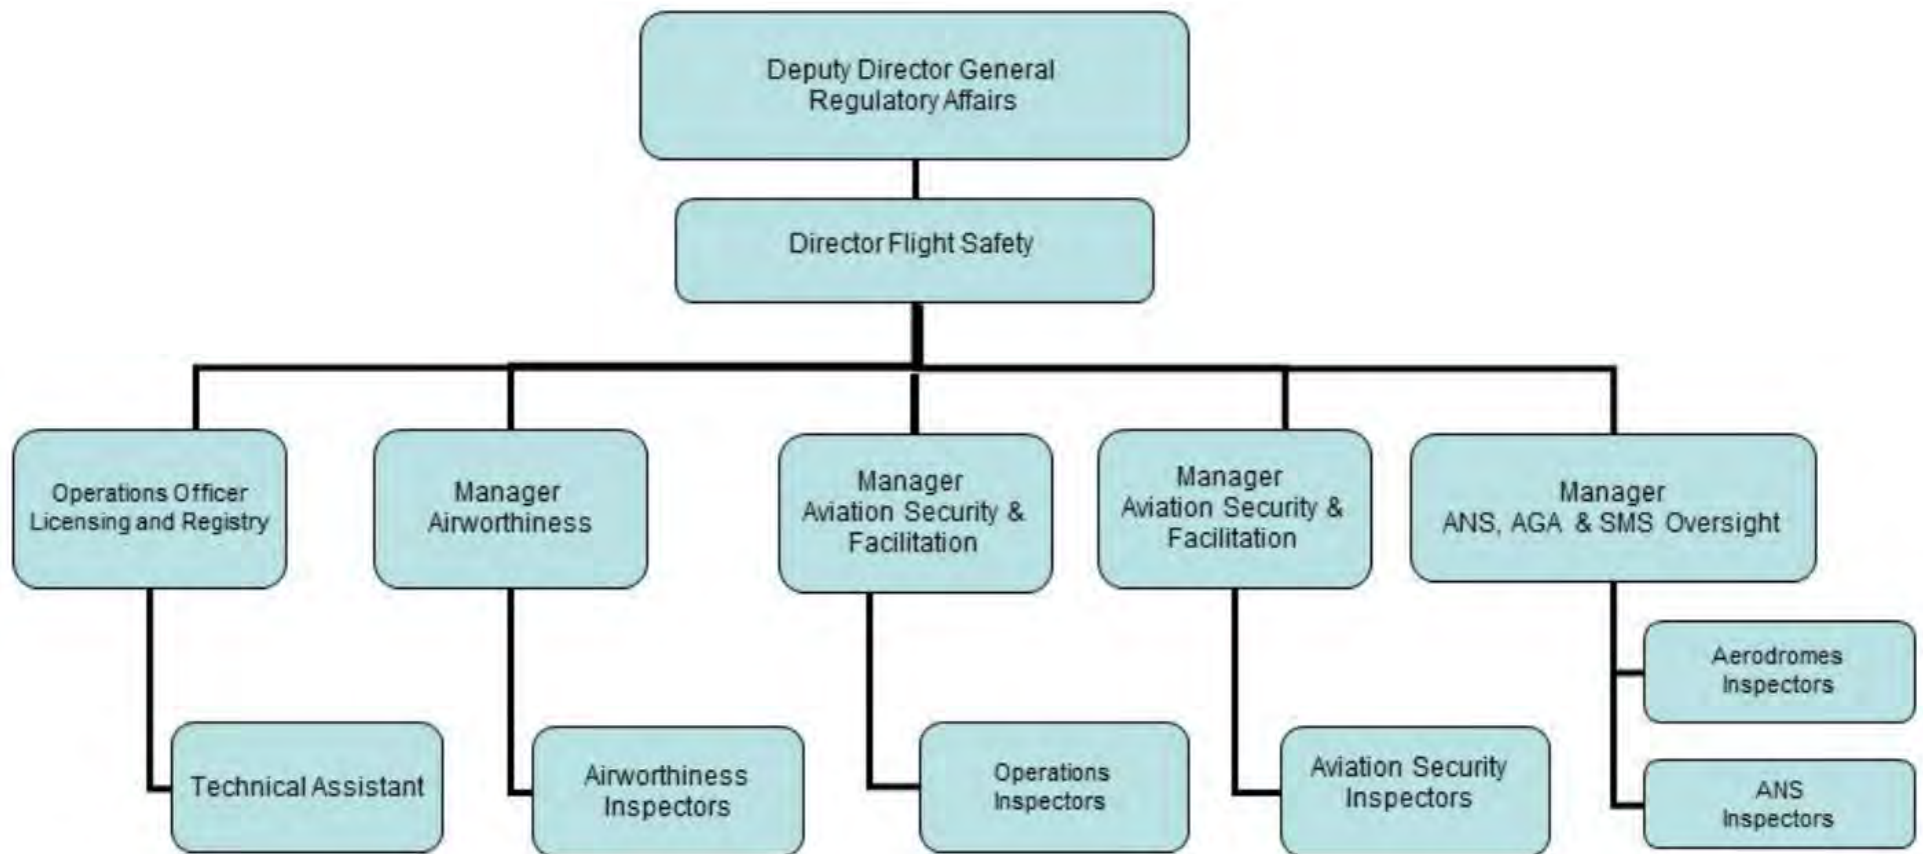 Deputy Director General
Regulatory Affairs
Director Flight Safety
Operations Officer
Licensing and Registry
Manager
Airworthiness
Manager
Aviation Security &
Facilitation
Manager
Aviation Security &
Facilitation
Manager
ANS, AGA & SMS Oversight
Technical Assistant
Airworthiness
Inspectors
Operations
Inspectors
Aviation Security
Inspectors
Aerodromes
Inspectors
ANS
Inspectors